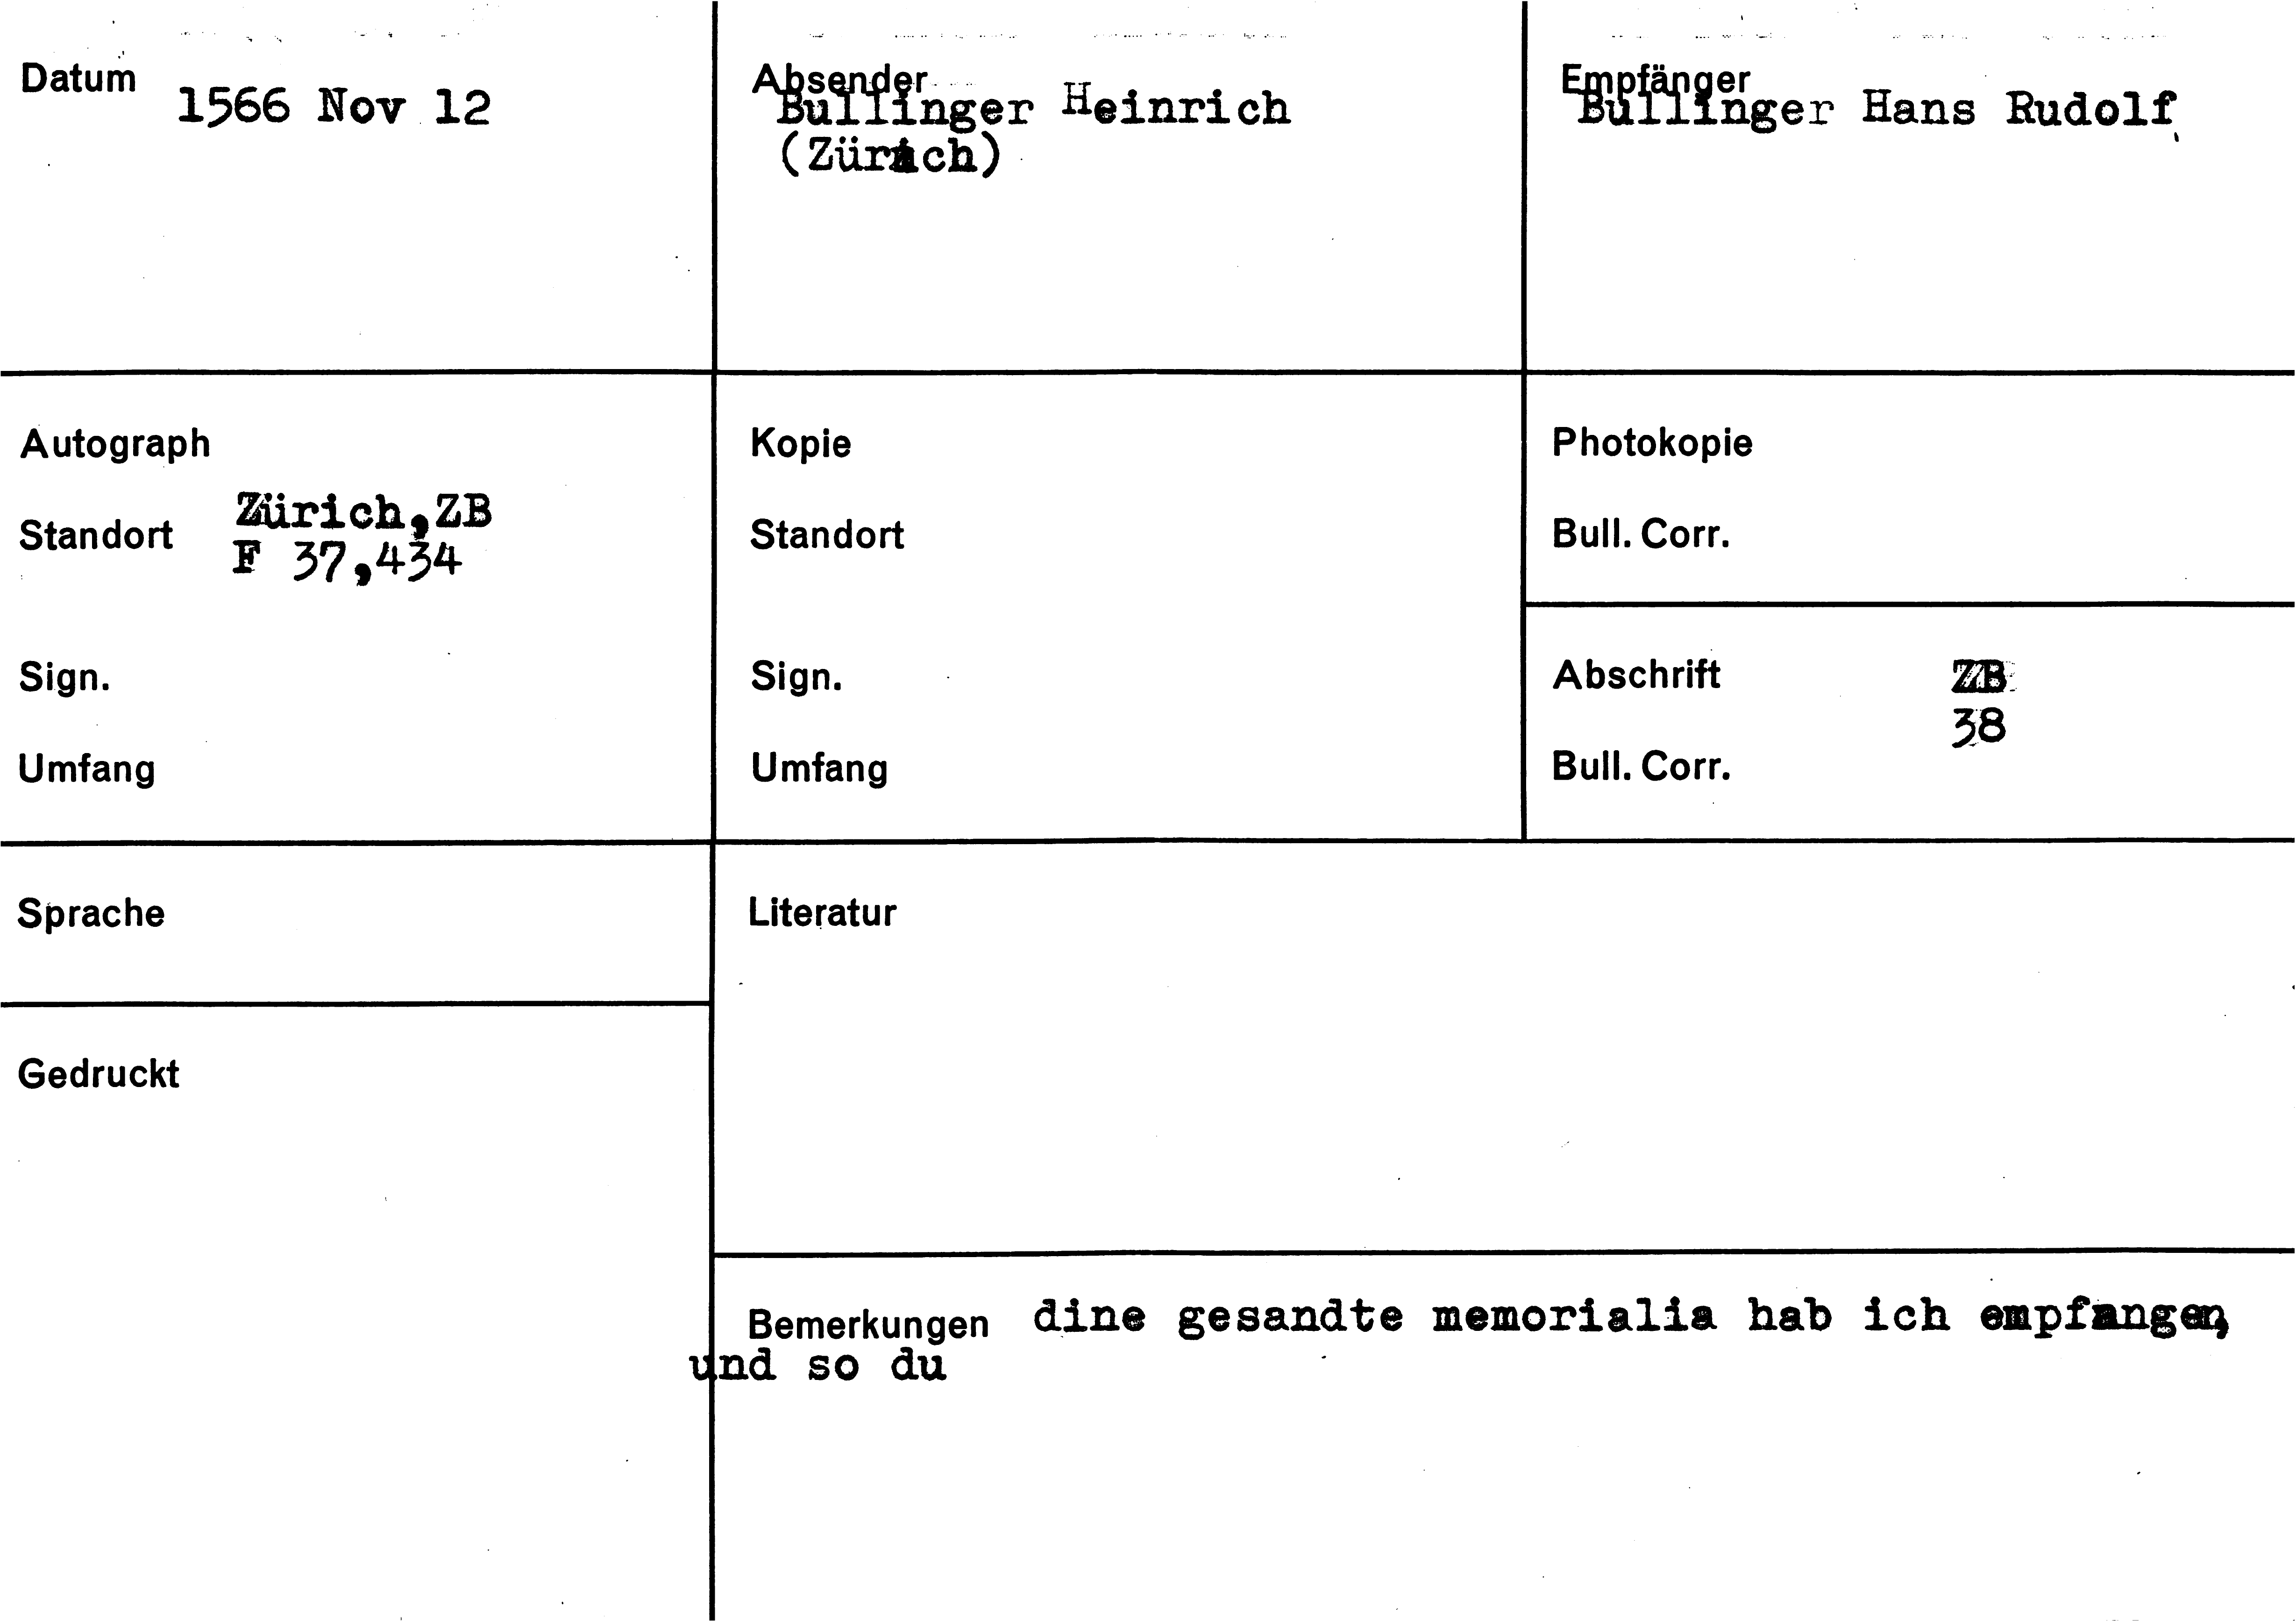 Datum 1566 Nov 12
Absender Bullinger Heinrich
(Zürich)
Empfänger Bullinger Hans Rudolf
Autograph
Standort Zürich,ZB
F 37,434
Sign.
Umfang
Kopie
Standort
Sign.
Umfang
Photokopie
Bull. Corr.
Abschrift ZB
38
Bull. Corr.
Sprache
Literatur
Gedruckt
Bemerkungen dine gesandte memorialia hab ich empfangen,
und so du